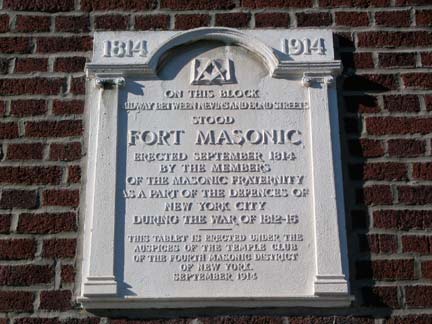 1814 1914
ON THIS BLOCK
MIDWAY BETWEEN NEVINS AND BOND STREETS
STOOD
FORT MASONIC
ERECTED SEPTEMBER 1814
BY THE MEMBERS
OF THE MASONIC FRATERNITY
AS A PART OF THE DEFENCES OF
NEW YORK CITY
DURING THE WAR OF 1812-15
THIS TABLET IS ERECTED UNDER THE
AUSPICES OF THE TEMPLE CLUB
OF THE FOURTH MASONIC DISTRICT
OF NEW YORK.
SEPTEMBER 1914